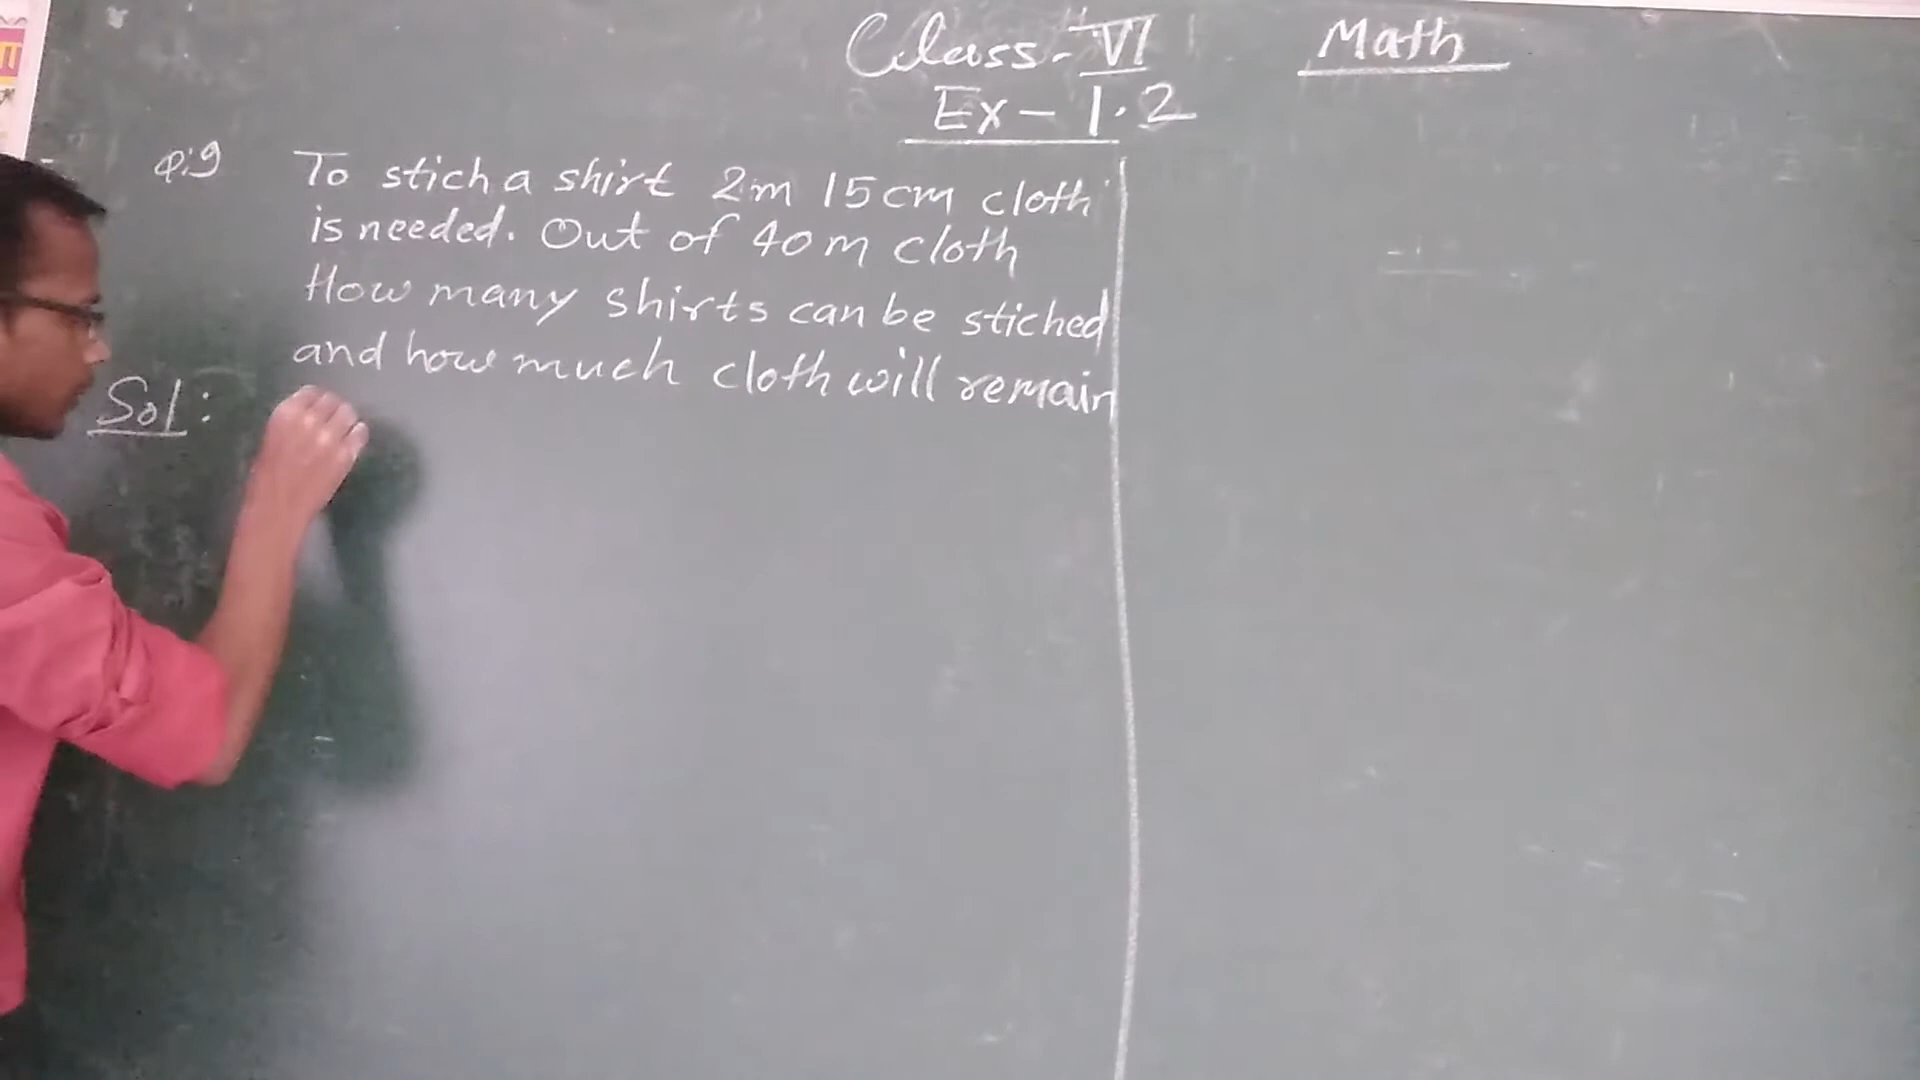 Class-VI Math
Ex-1.2
Q:9 To stich a shirt 2m 15cm cloth
is needed. Out of 40m cloth
How many shirts can be stiched
and how much cloth will remain
Sol: